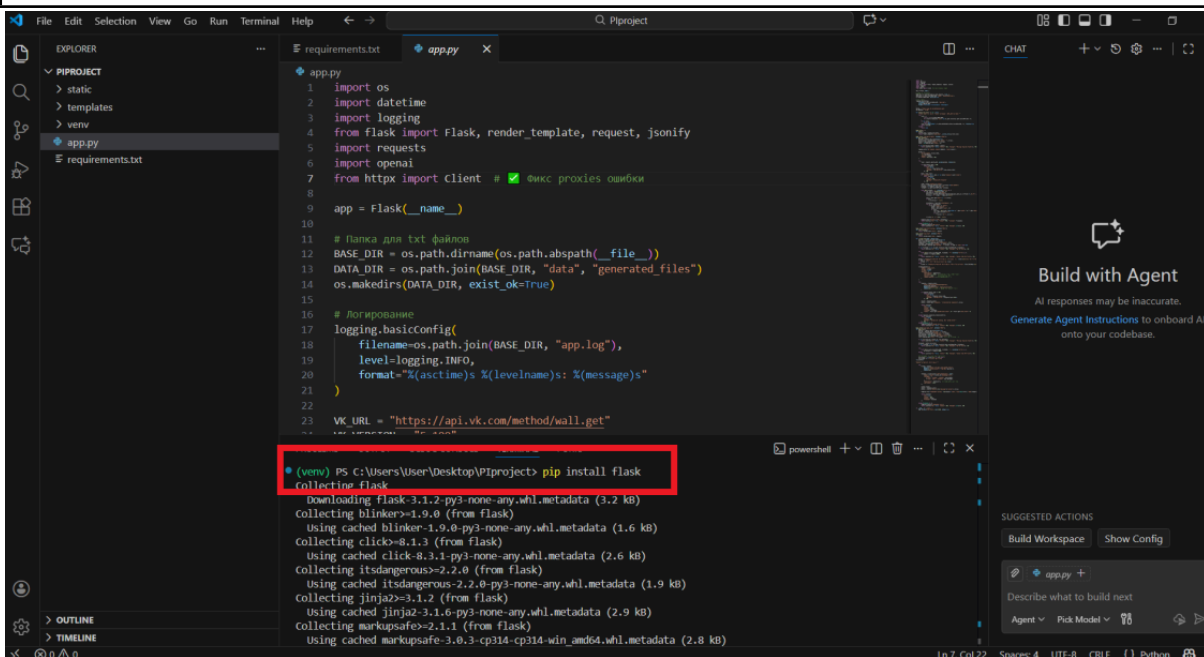 File Edit Selection View Go Run Terminal Help
PIproject
EXPLORER
PIPROJECT
static
templates
venv
app.py
requirements.txt
OUTLINE
TIMELINE
requirements.txt app.py
app.py
1 import os
2 import datetime
3 import logging
4 from flask import Flask, render_template, request, jsonify
5 import requests
6 import openai
7 from httpx import Client # ✅ Фикс proxies ошибки
8
9 app = Flask(__name__)
10
11 # Папка для txt файлов
12 BASE_DIR = os.path.dirname(os.path.abspath(__file__))
13 DATA_DIR = os.path.join(BASE_DIR, "data", "generated_files")
14 os.makedirs(DATA_DIR, exist_ok=True)
15
16 # Логирование
17 logging.basicConfig(
18 filename=os.path.join(BASE_DIR, "app.log"),
19 level=logging.INFO,
20 format="%(asctime)s %(levelname)s: %(message)s"
21 )
22
23 VK_URL = "https://api.vk.com/method/wall.get"
powershell
(venv) PS C:\Users\User\Desktop\PIproject> pip install flask
Collecting flask
Downloading flask-3.1.2-py3-none-any.whl.metadata (3.2 kB)
Collecting blinker>=1.9.0 (from flask)
Using cached blinker-1.9.0-py3-none-any.whl.metadata (1.6 kB)
Collecting click>=8.1.3 (from flask)
Using cached click-8.3.1-py3-none-any.whl.metadata (2.6 kB)
Collecting itsdangerous>=2.2.0 (from flask)
Using cached itsdangerous-2.2.0-py3-none-any.whl.metadata (1.9 kB)
Collecting jinja2>=3.1.2 (from flask)
Using cached jinja2-3.1.6-py3-none-any.whl.metadata (2.9 kB)
Collecting markupsafe>=2.1.1 (from flask)
Using cached markupsafe-3.0.3-cp314-cp314-win_amd64.whl.metadata (2.8 kB)
CHAT
Build with Agent
AI responses may be inaccurate.
Generate Agent Instructions to onboard AI
onto your codebase.
SUGGESTED ACTIONS
Build Workspace Show Config
app.py
Describe what to build next
Agent Pick Model
0 0 Ln 7, Col 22 Spaces: 4 UTF-8 CRLF {} Python